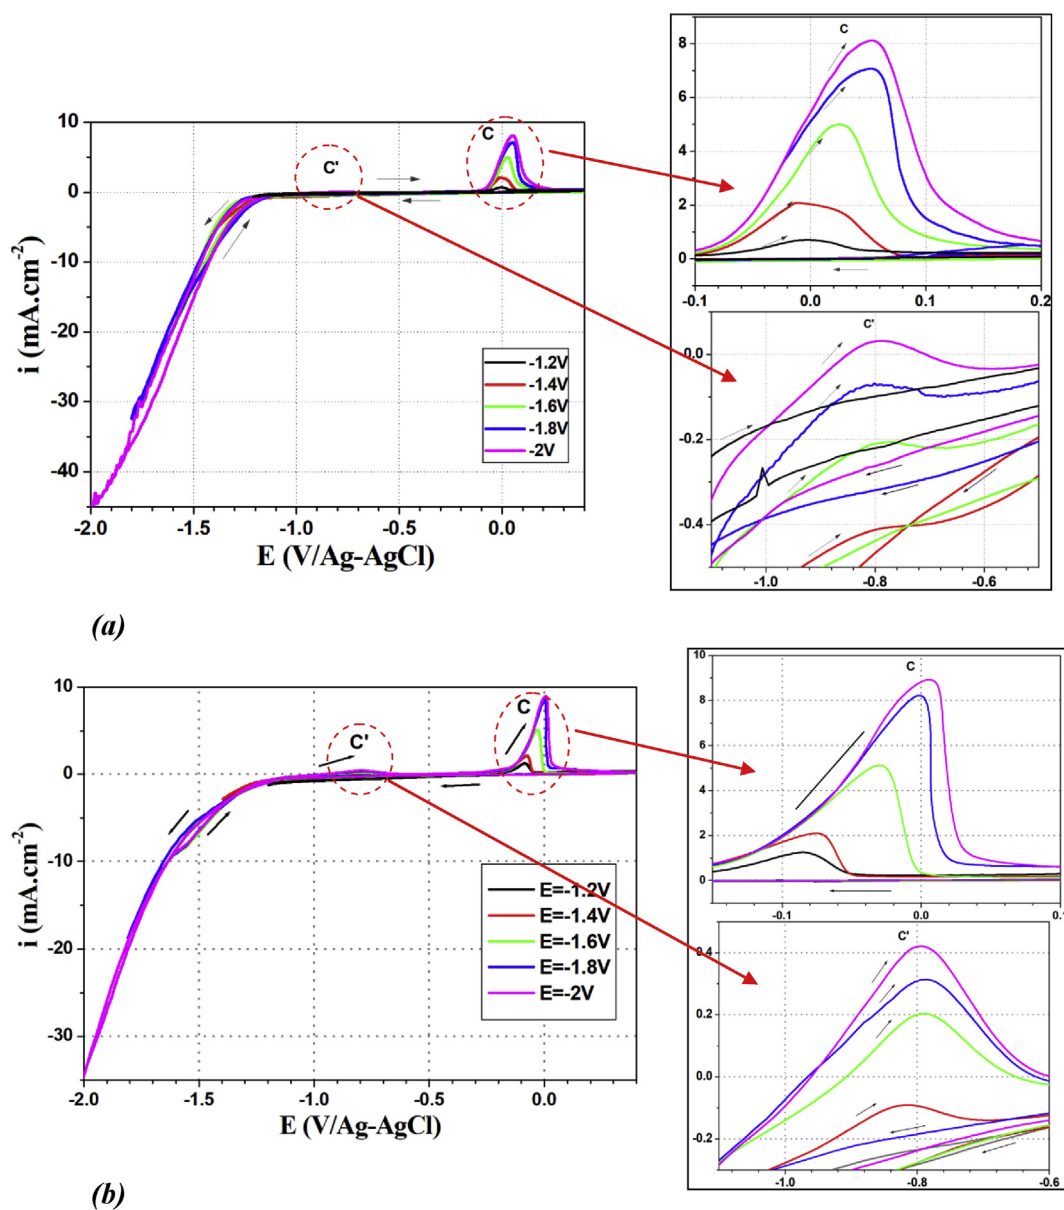 C
8
6
4
2
0
-0.1
0.0
0.1
0.2
10
0
-10
-20
-30
-40
C'
C
-1.2V
-1.4V
-1.6V
-1.8V
-2V
i (mA.cm-2)
-2.0
-1.5
-1.0
-0.5
0.0
E (V/Ag-AgCl)
C'
0.0
-0.2
-0.4
-1.0
-0.8
-0.6
(a)
10
0
-10
-20
-30
C'
C
E=-1.2V
E=-1.4V
E=-1.6V
E=-1.8V
E=-2V
i (mA.cm-2)
-2.0
-1.5
-1.0
-0.5
0.0
E (V/Ag-AgCl)
C
10
8
6
4
2
0
-0.1
0.0
0.1
C'
0.4
0.2
0.0
-0.2
-1.0
-0.8
-0.6
(b)